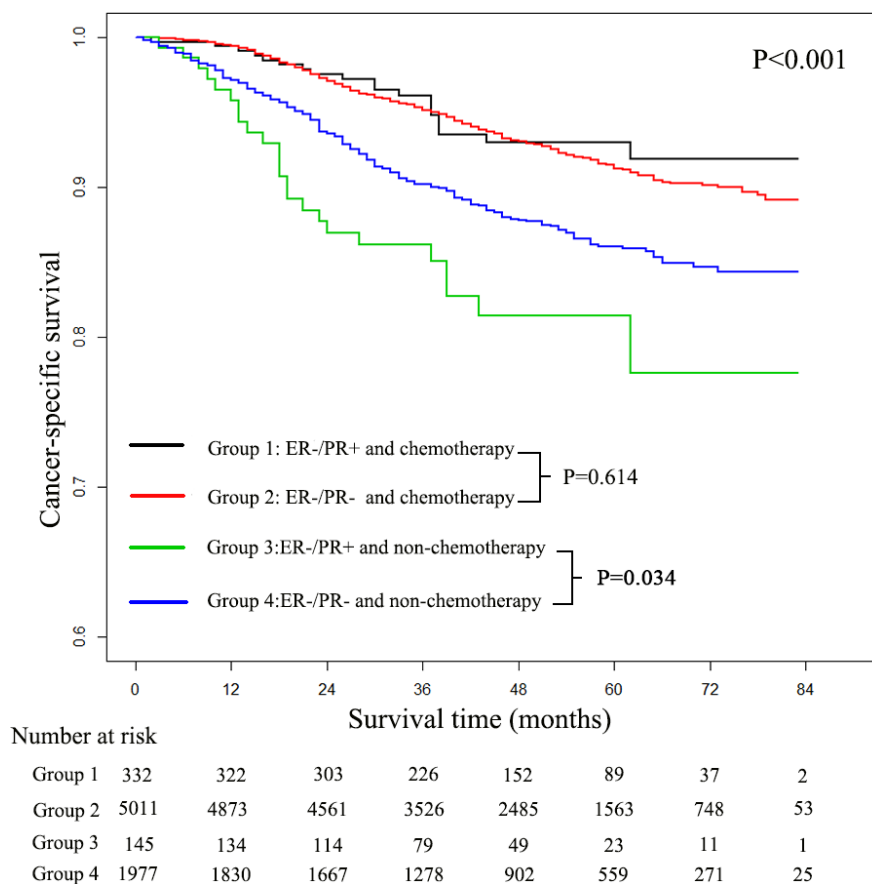 P<0.001
1.0
0.9
0.8
0.7
0.6
Cancer-specific survival
Group 1: ER-/PR+ and chemotherapy
Group 2: ER-/PR- and chemotherapy
P=0.614
Group 3:ER-/PR+ and non-chemotherapy
Group 4:ER-/PR- and non-chemotherapy
P=0.034
0 12 24 36 48 60 72 84
Survival time (months)
Number at risk
Group 1 332 322 303 226 152 89 37 2
Group 2 5011 4873 4561 3526 2485 1563 748 53
Group 3 145 134 114 79 49 23 11 1
Group 4 1977 1830 1667 1278 902 559 271 25